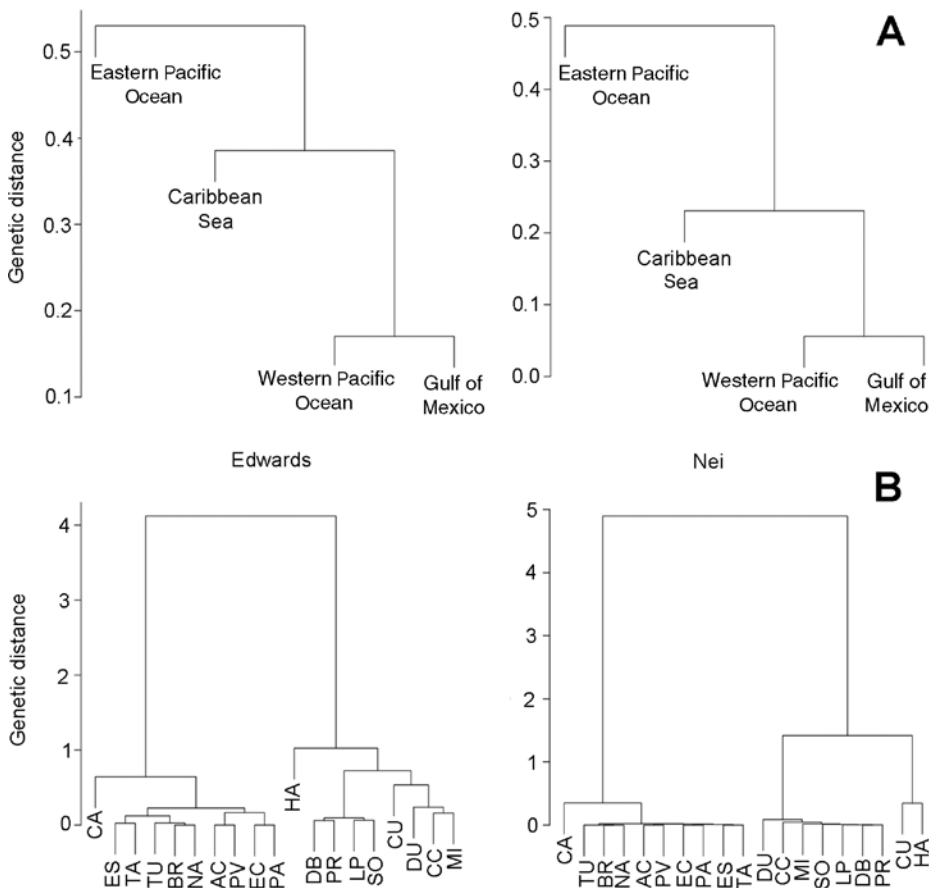 A
Genetic distance
0.5
0.4
0.3
0.2
0.1
Eastern Pacific
Ocean
Caribbean
Sea
Western Pacific
Ocean
Gulf of
Mexico
0.5
0.4
0.3
0.2
0.1
0.0
Eastern Pacific
Ocean
Caribbean
Sea
Western Pacific
Ocean
Gulf of
Mexico
Edwards
Nei
B
Genetic distance
4
3
2
1
0
CA
ES
TA
TU
BR
NA
AC
PV
EC
PA
HA
DB
PR
LP
SO
CU
DU
CC
MI
5
4
3
2
1
0
CA
TU
BR
NA
AC
PV
EC
PA
ES
TA
DU
CC
MI
SO
LP
DB
PR
CU
HA